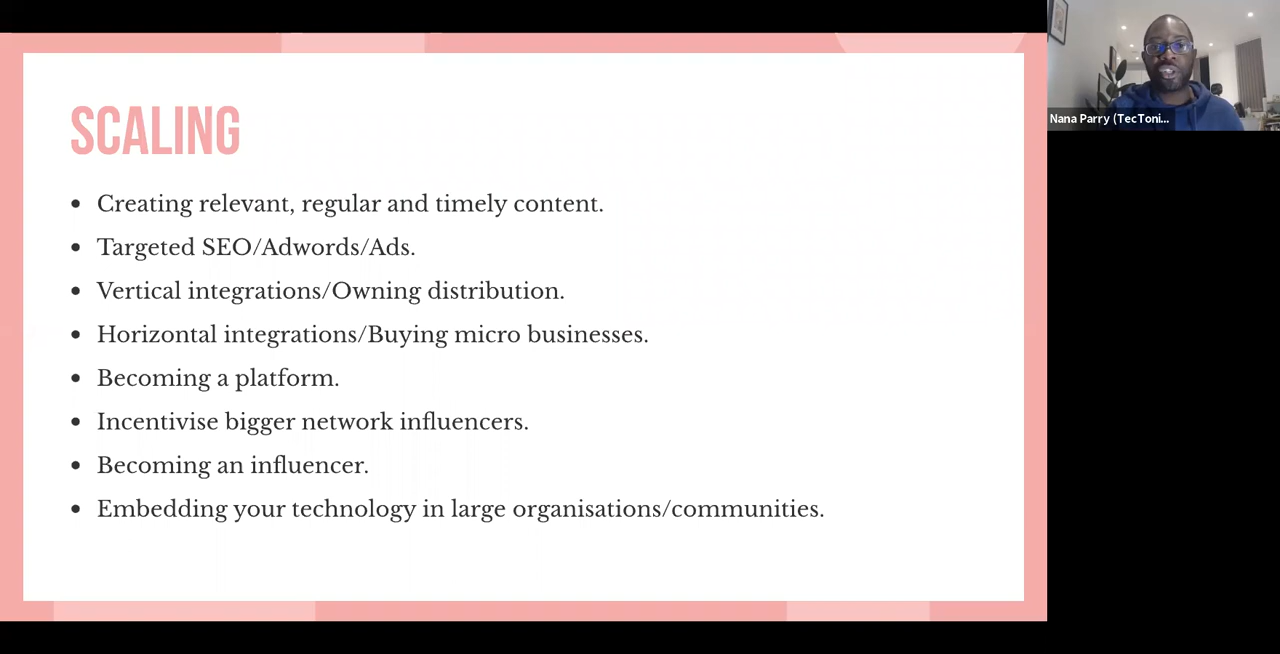 SCALING
Creating relevant, regular and timely content.
Targeted SEO/Adwords/Ads.
Vertical integrations/Owning distribution.
Horizontal integrations/Buying micro businesses.
Becoming a platform.
Incentivise bigger network influencers.
Becoming an influencer.
Embedding your technology in large organisations/communities.
Nana Parry (TecToni...